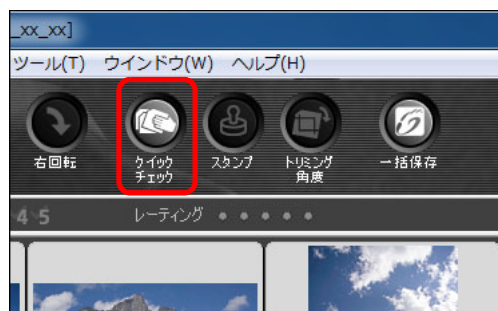 _xx_xx]
ツール(T) ウインドウ(W) ヘルプ(H)
右回転
クイック
チェック
スタンプ
トリミング
角度
一括保存
4 5
レーティング